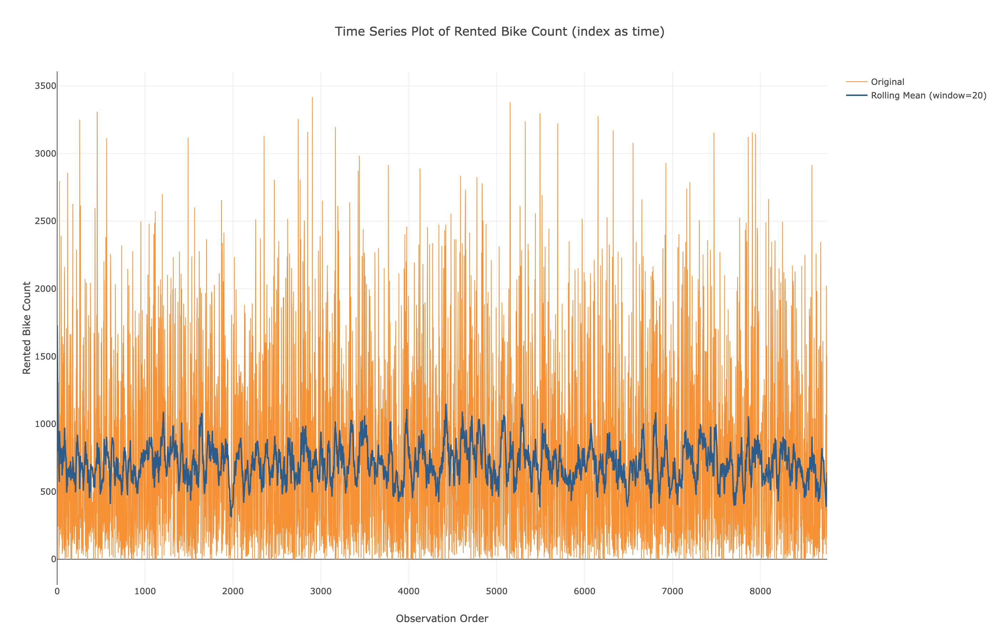 Time Series Plot of Rented Bike Count (index as time)
Original
Rolling Mean (window=20)
3500
3000
2500
2000
1500
1000
500
0
Rented Bike Count
0 1000 2000 3000 4000 5000 6000 7000 8000
Observation Order